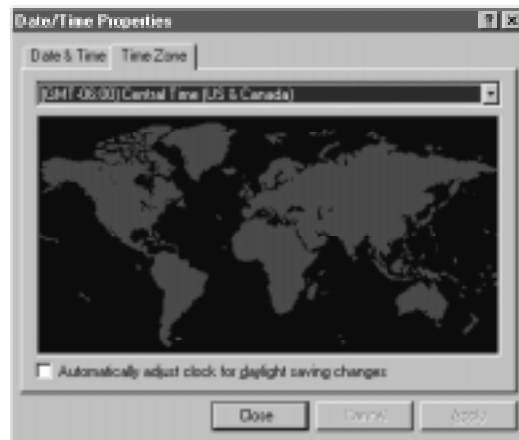 Date/Time Properties
Date & Time Time Zone
(GMT-06:00) Central Time (US & Canada)
Automatically adjust clock for daylight saving changes
Close Cancel Apply